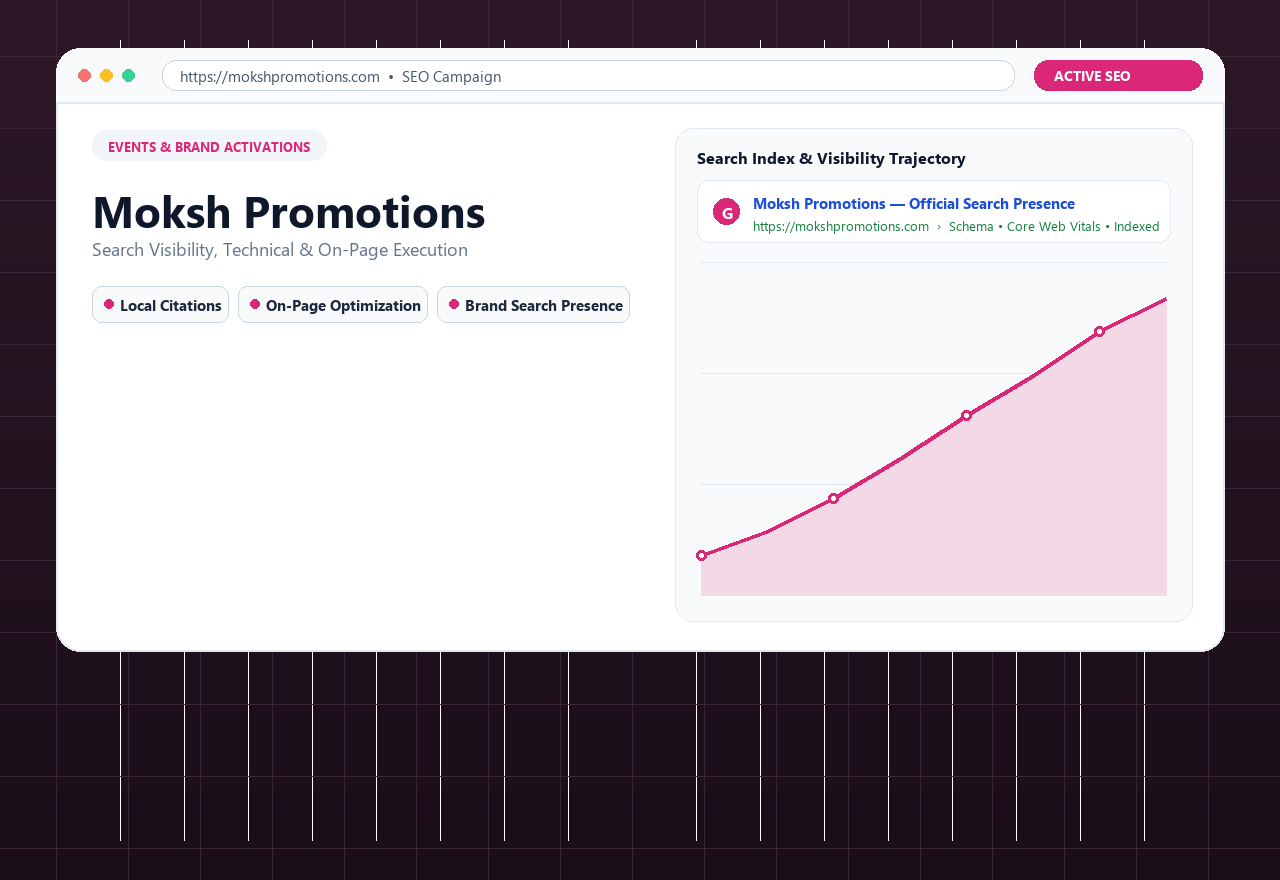 https://mokshpromotions.com • SEO Campaign
ACTIVE SEO
EVENTS & BRAND ACTIVATIONS
Moksh Promotions
Search Visibility, Technical & On-Page Execution
Local Citations
On-Page Optimization
Brand Search Presence
Search Index & Visibility Trajectory
G
Moksh Promotions — Official Search Presence
https://mokshpromotions.com › Schema • Core Web Vitals • Indexed